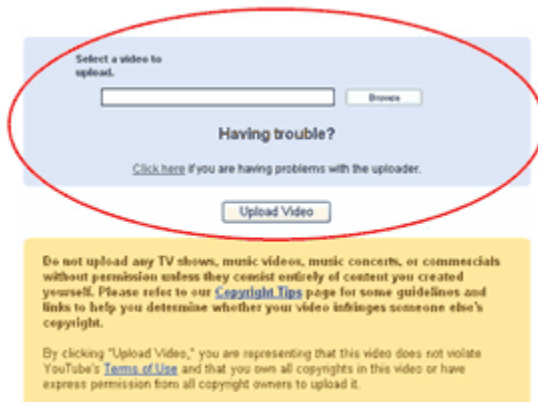 Select a video to
upload.
Browse
Having trouble?
Click here if you are having problems with the uploader.
Upload Video
Do not upload any TV shows, music videos, music concerts, or commercials
without permission unless they consist entirely of content you created
yourself. Please refer to our Copyright Tips page for some guidelines and
links to help you determine whether your video infringes someone else's
copyright.
By clicking "Upload Video," you are representing that this video does not violate
YouTube's Terms of Use and that you own all copyrights in this video or have
express permission from all copyright owners to upload it.